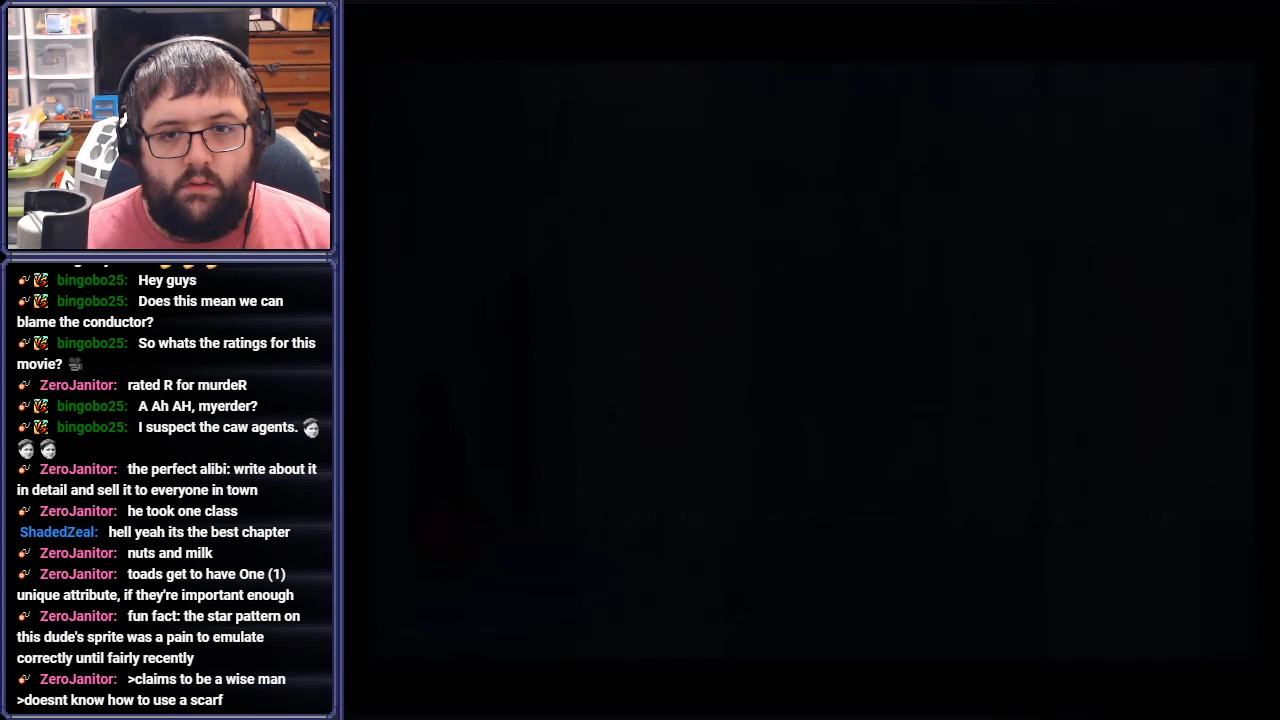 bingobo25: Hey guys
bingobo25: Does this mean we can
blame the conductor?
bingobo25: So whats the ratings for this
movie?
ZeroJanitor: rated R for murdeR
bingobo25: A Ah AH, myerder?
bingobo25: I suspect the caw agents.
ZeroJanitor: the perfect alibi: write about it
in detail and sell it to everyone in town
ZeroJanitor: he took one class
ShadedZeal: hell yeah its the best chapter
ZeroJanitor: nuts and milk
ZeroJanitor: toads get to have One (1)
unique attribute, if they're important enough
ZeroJanitor: fun fact: the star pattern on
this dude's sprite was a pain to emulate
correctly until fairly recently
ZeroJanitor: >claims to be a wise man
>doesnt know how to use a scarf